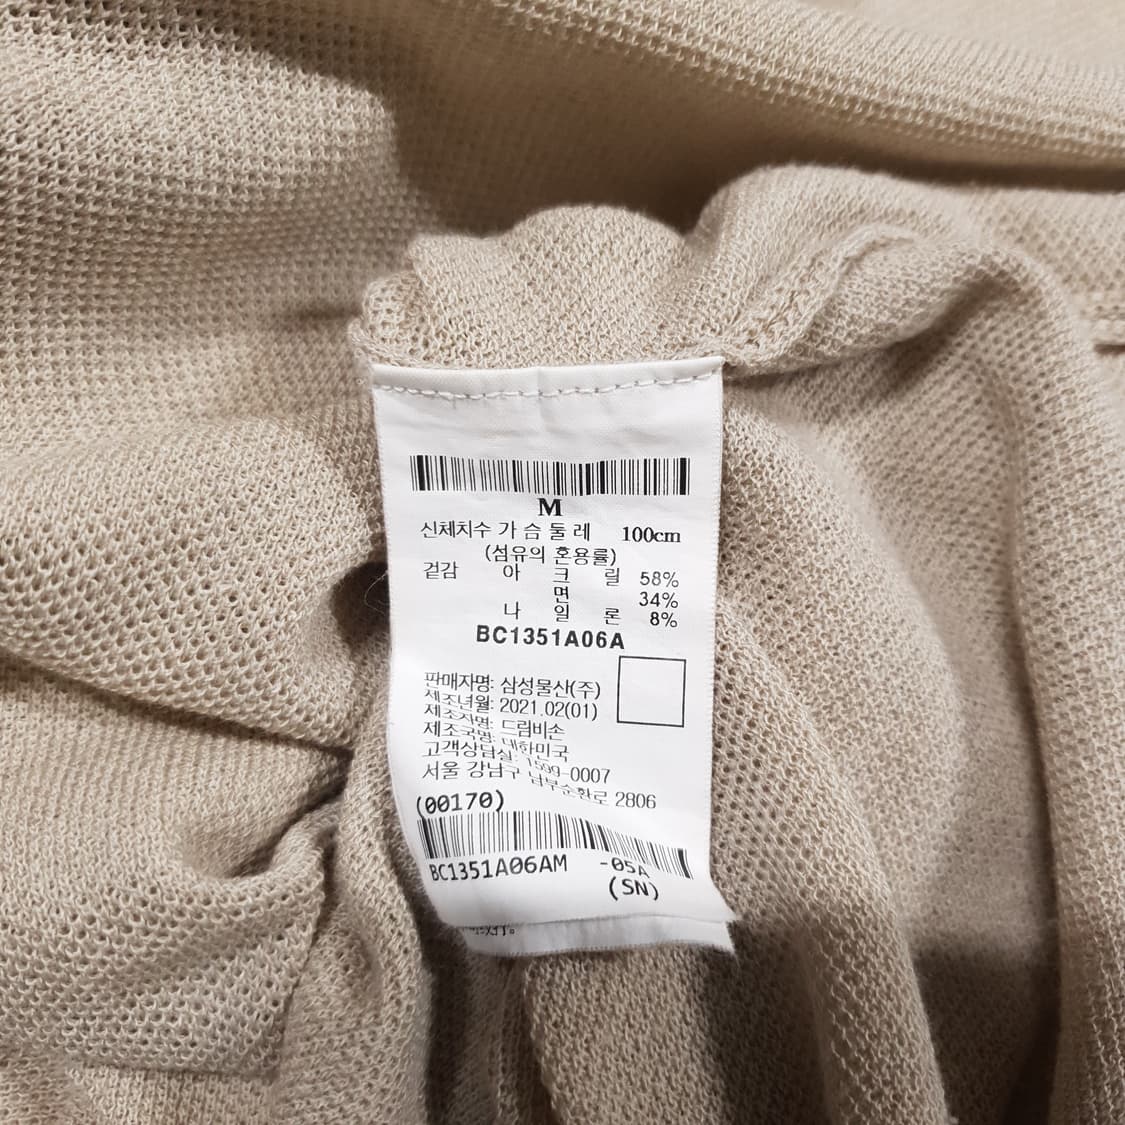 M
신체치수 가 슴 둘 레 100cm
(섬유의 혼용률)
겉감 아 크 릴 58%
면 34%
나 일 론 8%
BC1351A06A
판매자명: 삼성물산(주)
제조년월: 2021.02(01)
제조자명: 드림비손
제조국명: 대한민국
고객상담실: 1599-0007
서울 강남구 남부순환로 2806
(00170)
BC1351A06AM -05A
(SN)